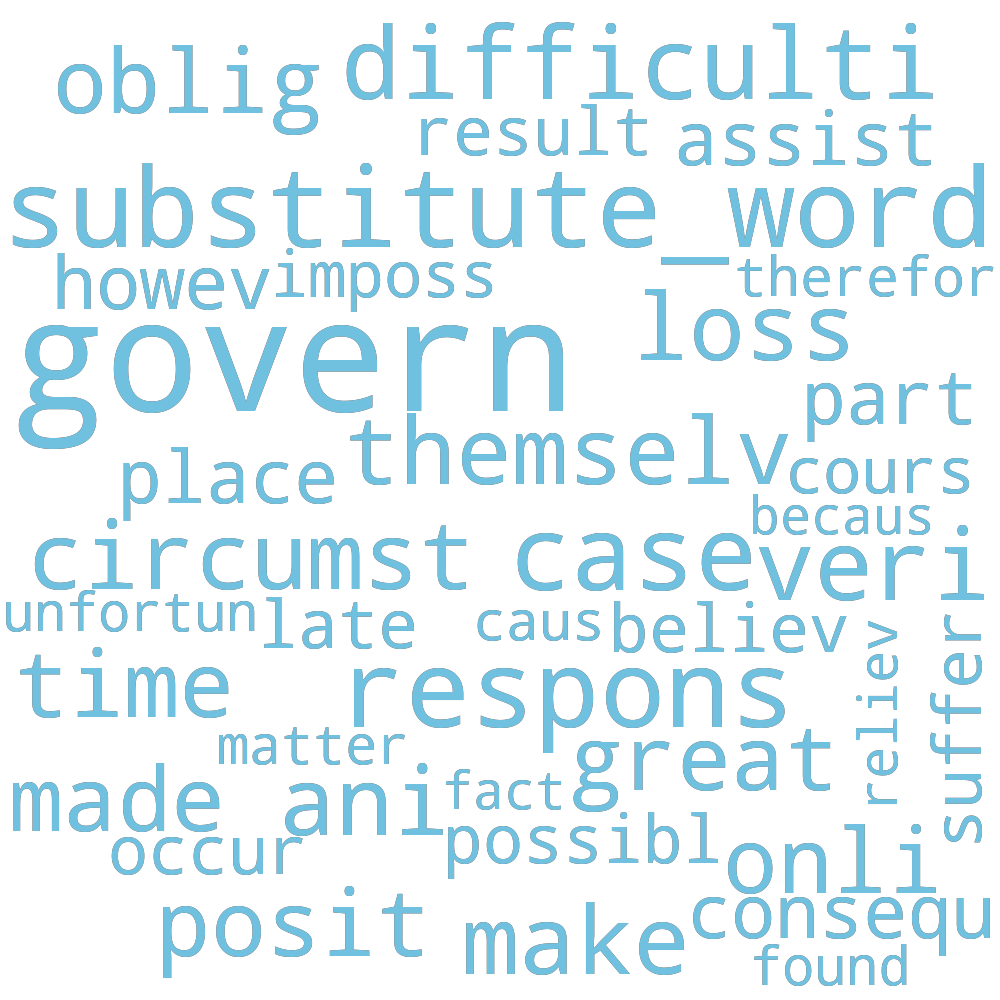 oblig difficulti
result assist
substitute_word
howev imposs therefor
govern loss
part
themselv
place cours
becaus
circumst case veri
unfortun late caus believ
time respons reliev sufferi
matter great
made ani fact
occur possibl onli
posit make consequ
found